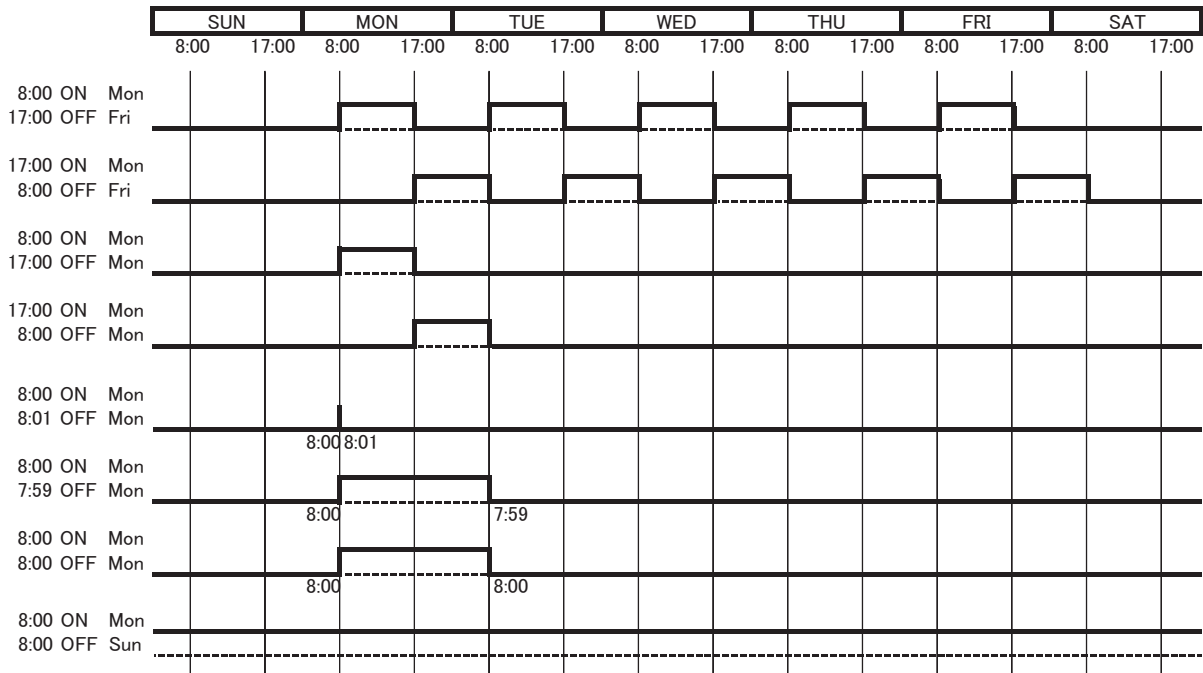 SUN MON TUE WED THU FRI SAT
8:00 17:00 8:00 17:00 8:00 17:00 8:00 17:00 8:00 17:00 8:00 17:00 8:00 17:00
8:00 ON Mon
17:00 OFF Fri
17:00 ON Mon
8:00 OFF Fri
8:00 ON Mon
17:00 OFF Mon
17:00 ON Mon
8:00 OFF Mon
8:00 ON Mon
8:01 OFF Mon
8:00 8:01
8:00 ON Mon
7:59 OFF Mon
8:00 7:59
8:00 ON Mon
8:00 OFF Mon
8:00 8:00
8:00 ON Mon
8:00 OFF Sun